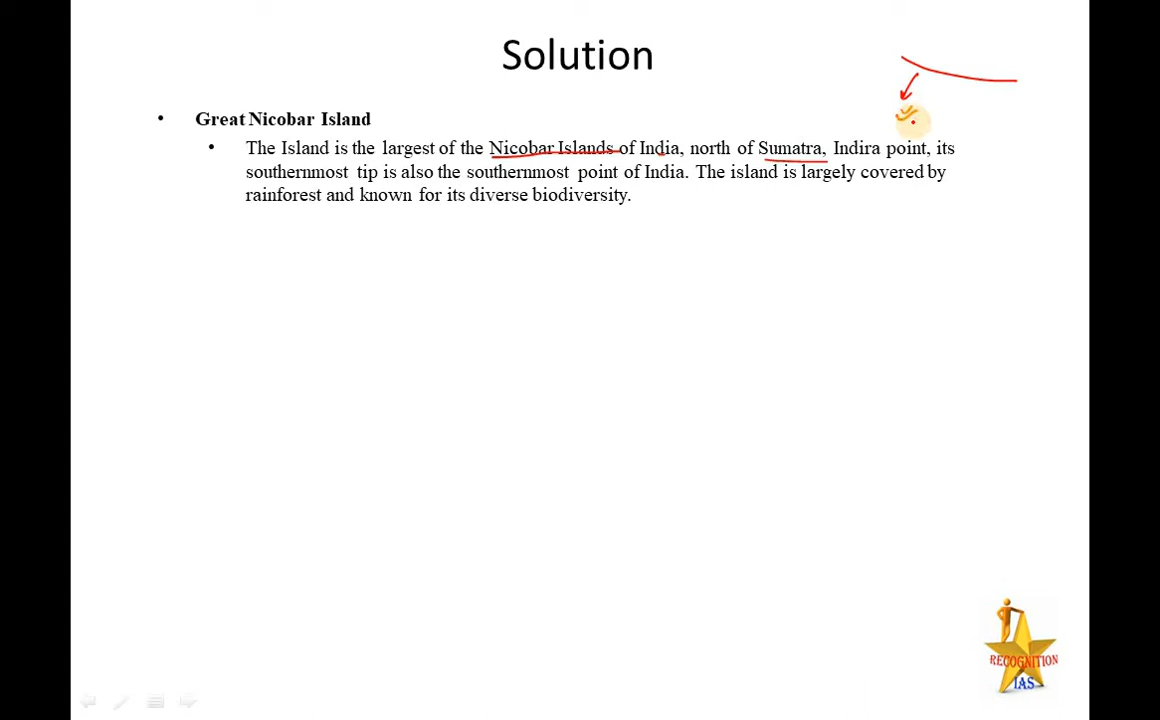 Solution
• Great Nicobar Island
• The Island is the largest of the Nicobar Islands of India, north of Sumatra, Indira point, its
southernmost tip is also the southernmost point of India. The island is largely covered by
rainforest and known for its diverse biodiversity.
RECOGNITION
IAS